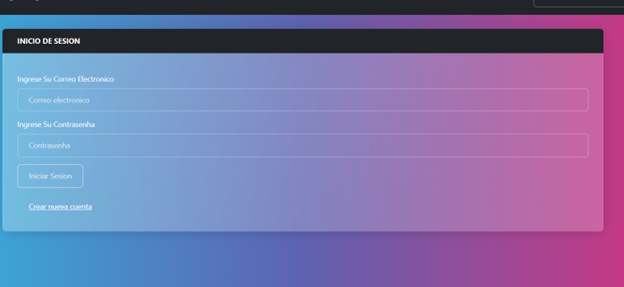 INICIO DE SESION
Ingrese Su Correo Electronico
Correo electronico
Ingrese Su Contrasenha
Contrasenha
Iniciar Sesion
Crear nueva cuenta